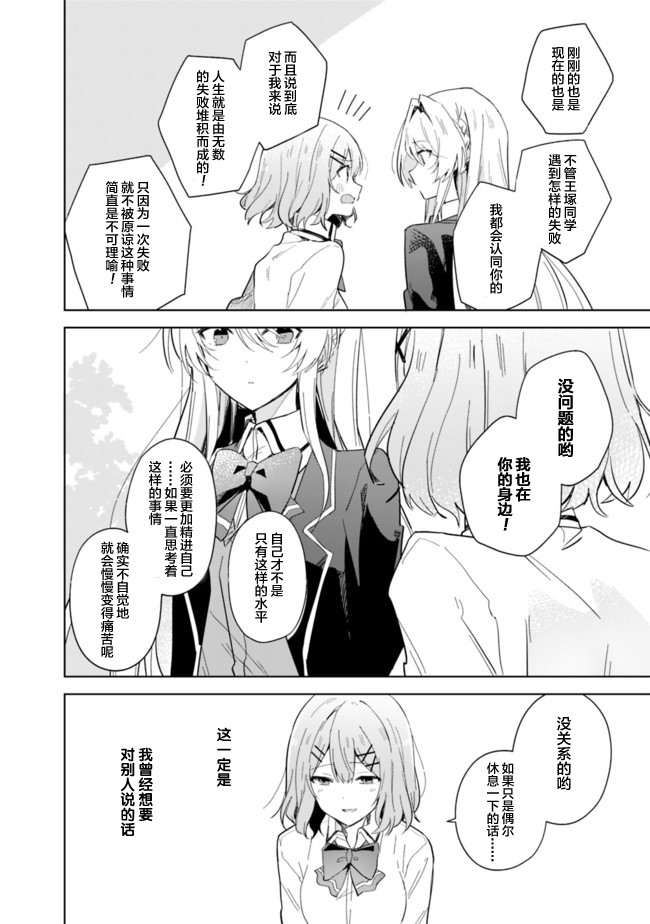 刚刚的也是
现在的也是
不管王塚同学
遇到怎样的失败
我都会认同你的
而且说到底
对于我来说
人生就是由无数
的失败堆积而成的！
只因为一次失败
就不被原谅这种事情
简直是不可理喻！
没问题的哟
我也在
你的身边！
自己才不是
只有这样的水平
必须要更加精进自己
……如果一直思考着
这样的事情
确实不自觉地
就会慢慢变得痛苦呢
没关系的哟
如果只是偶尔
休息一下的话……
这一定是
我曾经想要
对别人说的话